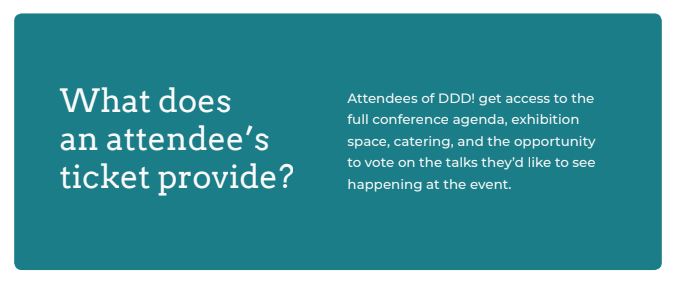 What does
an attendee’s
ticket provide?
Attendees of DDD! get access to the
full conference agenda, exhibition
space, catering, and the opportunity
to vote on the talks they’d like to see
happening at the event.